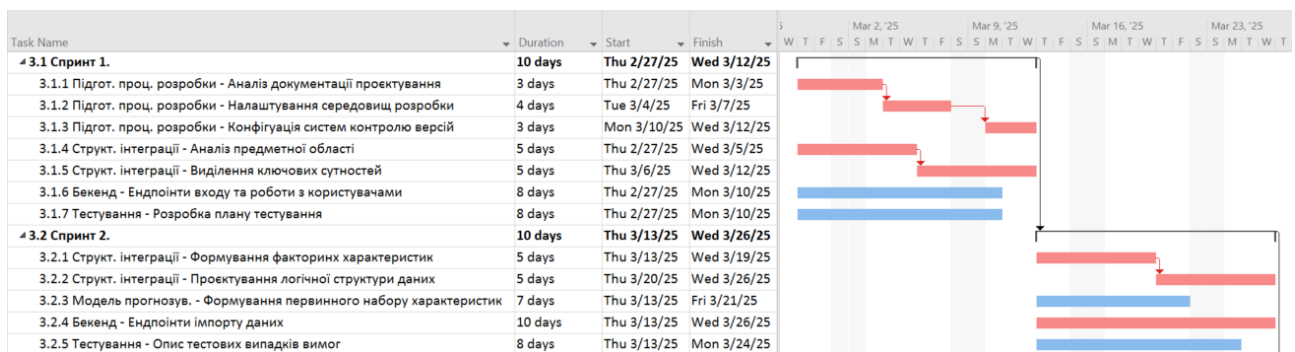 5 Mar 2, '25 Mar 9, '25 Mar 16, '25 Mar 23, '25
Task Name Duration Start Finish W T F S S M T W T F S S M T W T F S S M T W T F S S M T W T
3.1 Спринт 1. 10 days Thu 2/27/25 Wed 3/12/25
3.1.1 Підгот. проц. розробки - Аналіз документації проєктування 3 days Thu 2/27/25 Mon 3/3/25
3.1.2 Підгот. проц. розробки - Налаштування середовищ розробки 4 days Tue 3/4/25 Fri 3/7/25
3.1.3 Підгот. проц. розробки - Конфігуація систем контролю версій 3 days Mon 3/10/25 Wed 3/12/25
3.1.4 Структ. інтеграції - Аналіз предметної області 5 days Thu 2/27/25 Wed 3/5/25
3.1.5 Структ. інтеграції - Виділення ключових сутностей 5 days Thu 3/6/25 Wed 3/12/25
3.1.6 Бекенд - Ендпоінти входу та роботи з користувачами 8 days Thu 2/27/25 Mon 3/10/25
3.1.7 Тестування - Розробка плану тестування 8 days Thu 2/27/25 Mon 3/10/25
3.2 Спринт 2. 10 days Thu 3/13/25 Wed 3/26/25
3.2.1 Структ. інтеграції - Формування факторинх характеристик 5 days Thu 3/13/25 Wed 3/19/25
3.2.2 Структ. інтеграції - Проєктування логічної структури даних 5 days Thu 3/20/25 Wed 3/26/25
3.2.3 Модель прогнозув. - Формування первинного набору характеристик 7 days Thu 3/13/25 Fri 3/21/25
3.2.4 Бекенд - Ендпоінти імпорту даних 10 days Thu 3/13/25 Wed 3/26/25
3.2.5 Тестування - Опис тестових випадків вимог 8 days Thu 3/13/25 Mon 3/24/25